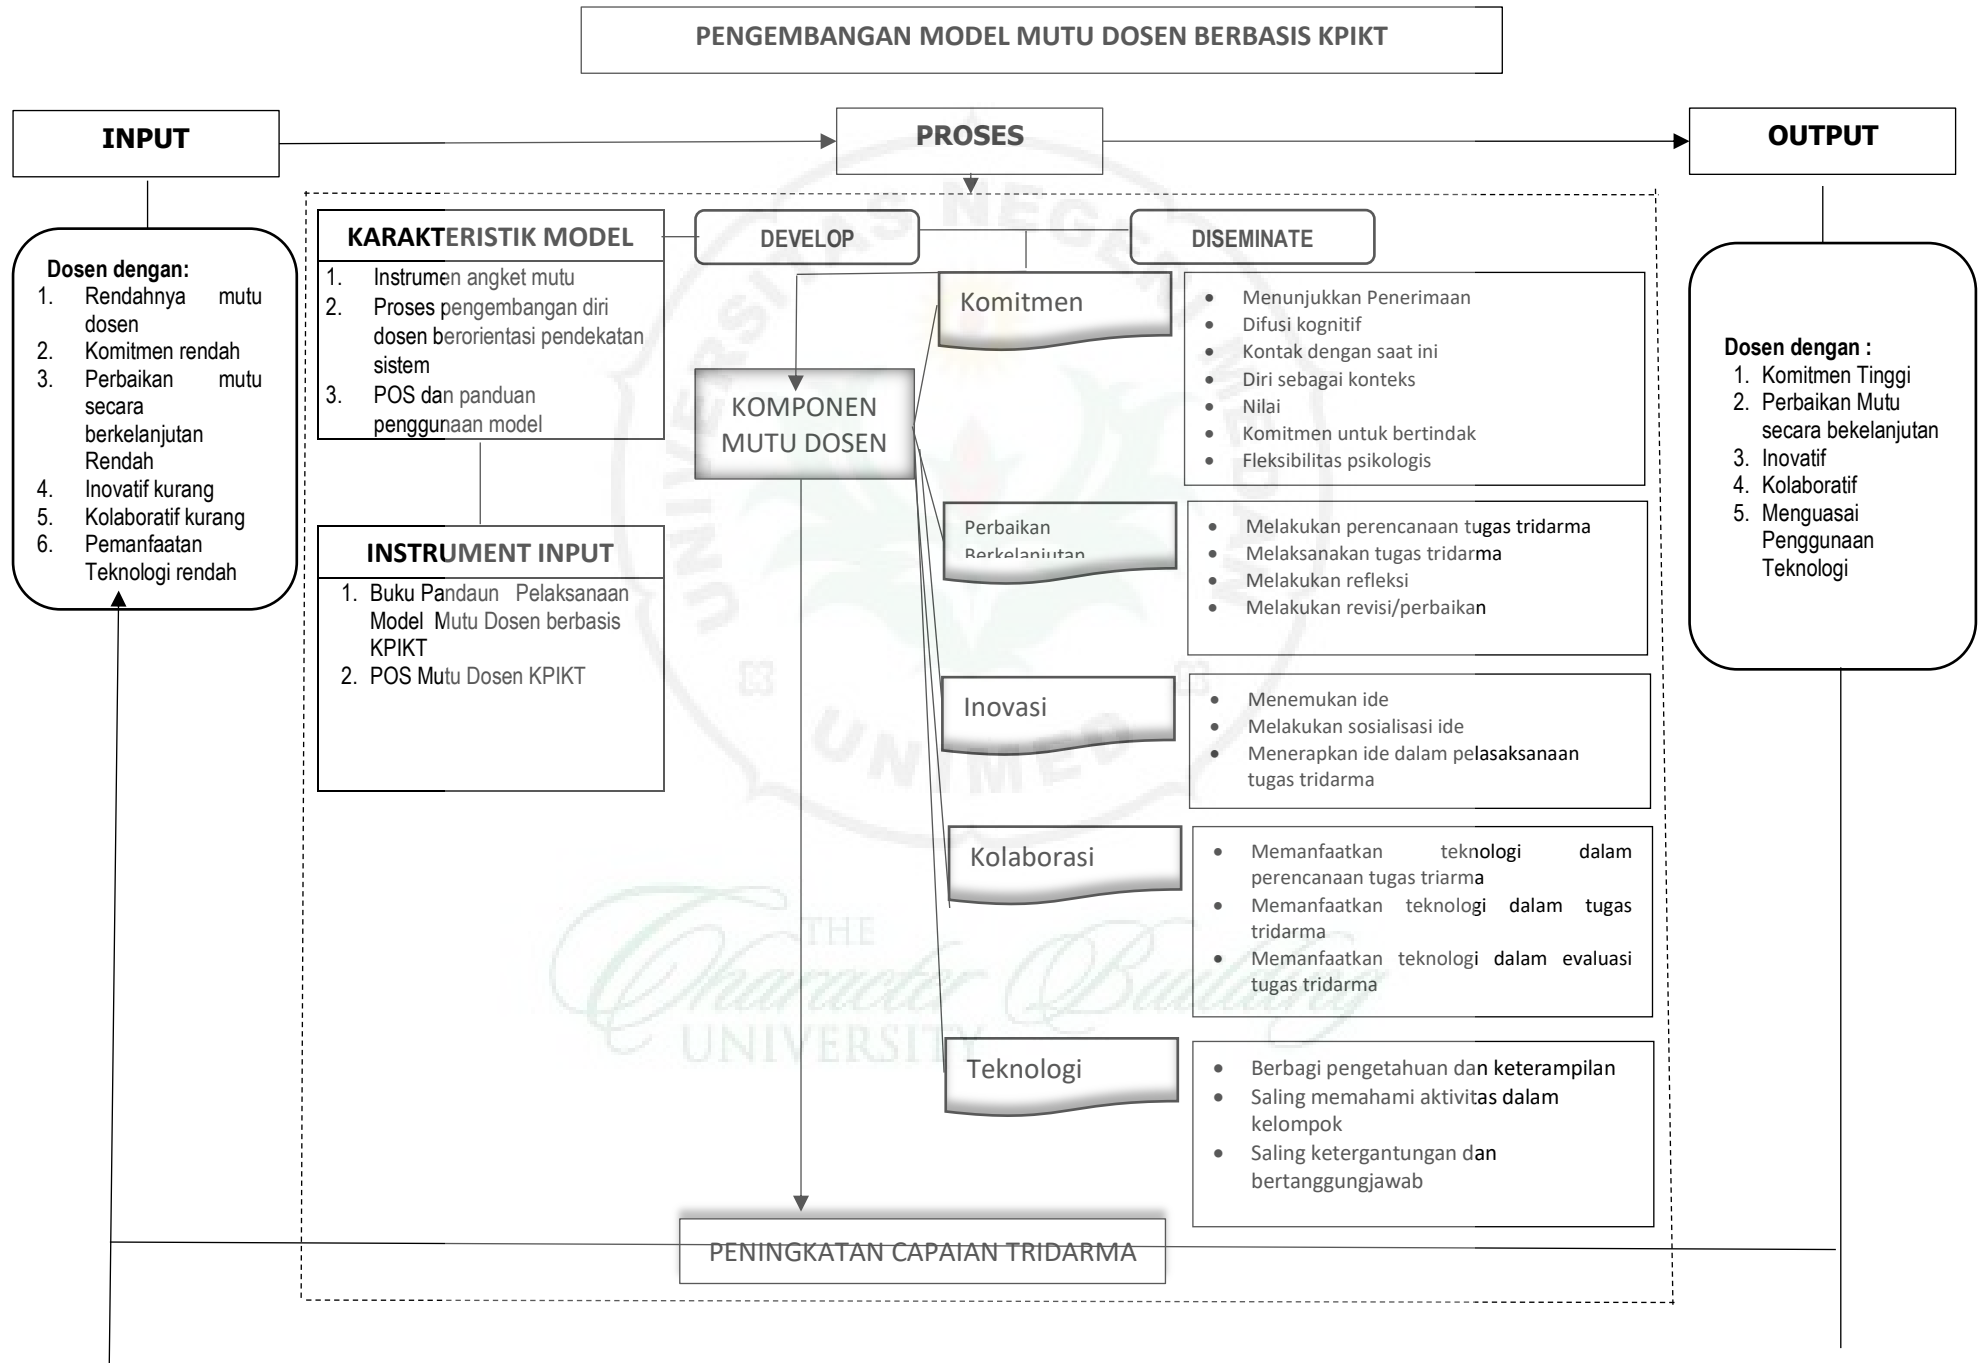 PENGEMBANGAN MODEL MUTU DOSEN BERBASIS KPIKT
INPUT
PROSES
OUTPUT
Dosen dengan:
1. Rendahnya mutu
dosen
2. Komitmen rendah
3. Perbaikan mutu
secara
berkelanjutan
Rendah
4. Inovatif kurang
5. Kolaboratif kurang
6. Pemanfaatan
Teknologi rendah
KARAKTERISTIK MODEL
1. Instrumen angket mutu
2. Proses pengembangan diri
dosen berorientasi pendekatan
sistem
3. POS dan panduan
penggunaan model
INSTRUMENT INPUT
1. Buku Pandaun Pelaksanaan
Model Mutu Dosen berbasis
KPIKT
2. POS Mutu Dosen KPIKT
DEVELOP
DISEMINATE
KOMPONEN
MUTU DOSEN
Komitmen
• Menunjukkan Penerimaan
• Difusi kognitif
• Kontak dengan saat ini
• Diri sebagai konteks
• Nilai
• Komitmen untuk bertindak
• Fleksibilitas psikologis
Perbaikan
Berkelanjutan
• Melakukan perencanaan tugas tridarma
• Melaksanakan tugas tridarma
• Melakukan refleksi
• Melakukan revisi/perbaikan
Inovasi
• Menemukan ide
• Melakukan sosialisasi ide
• Menerapkan ide dalam pelasaksanaan
tugas tridarma
Kolaborasi
• Memanfaatkan teknologi dalam
perencanaan tugas triarma
• Memanfaatkan teknologi dalam tugas
tridarma
• Memanfaatkan teknologi dalam evaluasi
tugas tridarma
Teknologi
• Berbagi pengetahuan dan keterampilan
• Saling memahami aktivitas dalam
kelompok
• Saling ketergantungan dan
bertanggungjawab
PENINGKATAN CAPAIAN TRIDARMA
Dosen dengan :
1. Komitmen Tinggi
2. Perbaikan Mutu
secara bekelanjutan
3. Inovatif
4. Kolaboratif
5. Menguasai
Penggunaan
Teknologi
UNIVERSITAS NEGERI MEDAN
UNIMED
THE
Character Building
UNIVERSITY